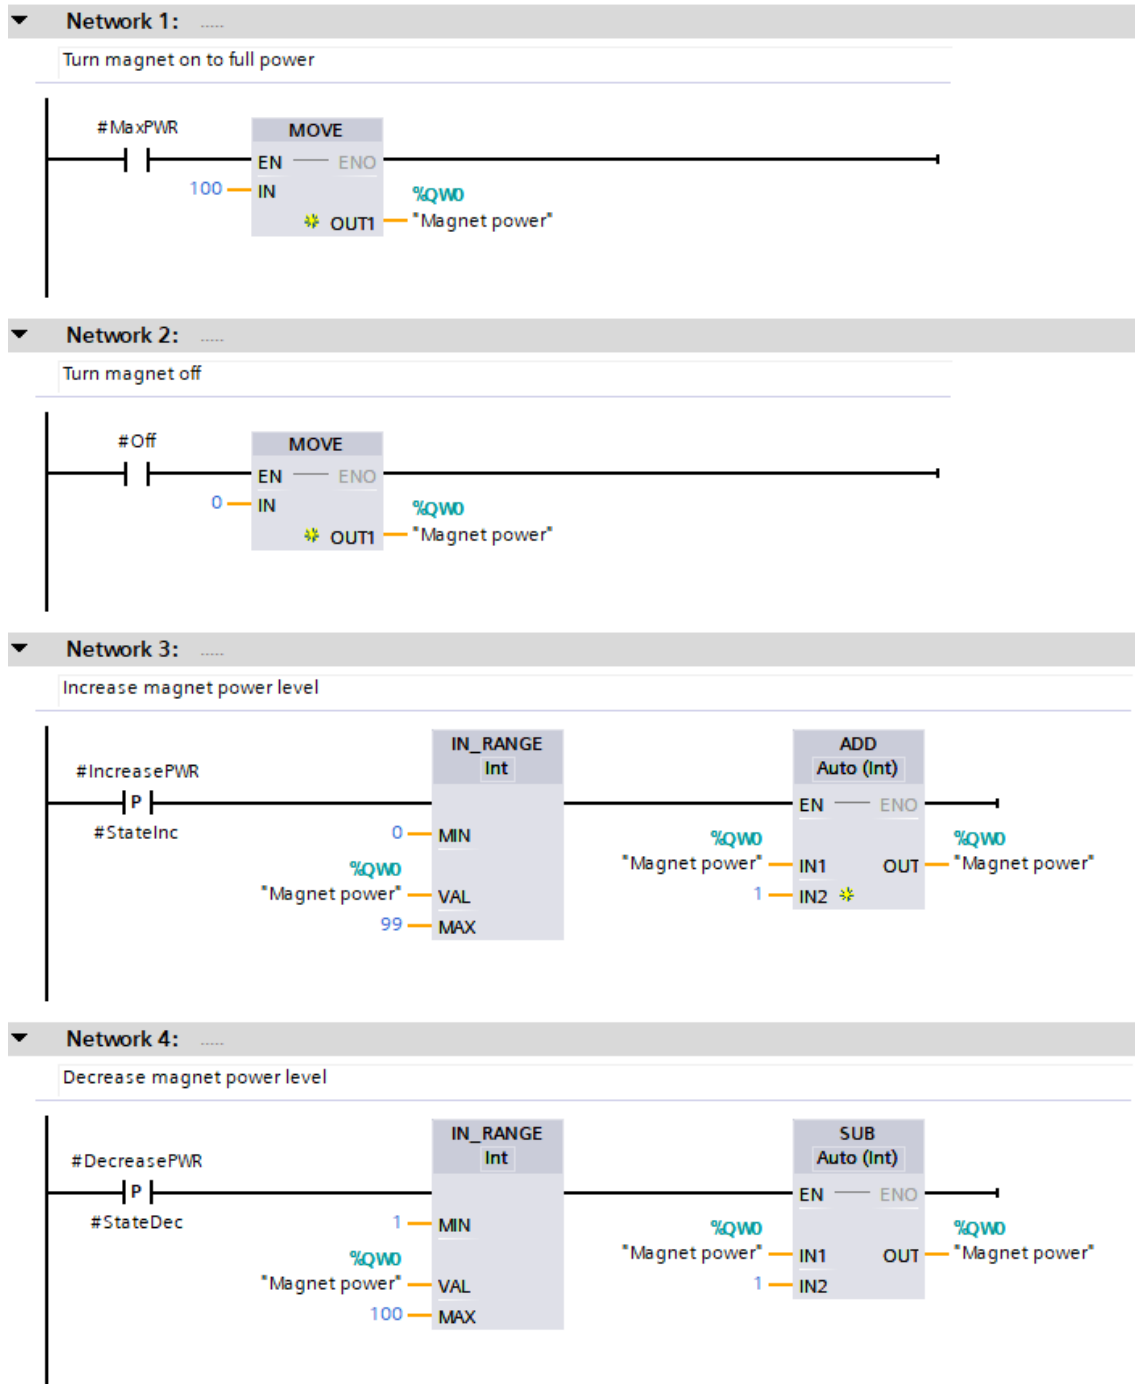 Network 1: .....
Turn magnet on to full power
#MaxPWR
MOVE
EN ENO
100 IN
%QW0
OUT1 "Magnet power"
Network 2: .....
Turn magnet off
#Off
MOVE
EN ENO
0 IN
%QW0
OUT1 "Magnet power"
Network 3: .....
Increase magnet power level
IN_RANGE ADD
Int Auto (Int)
#IncreasePWR
P
EN ENO
#StateInc 0 MIN
%QW0 %QW0
"Magnet power" IN1 OUT "Magnet power"
%QW0
"Magnet power" VAL 1 IN2
99 MAX
Network 4: .....
Decrease magnet power level
IN_RANGE SUB
Int Auto (Int)
#DecreasePWR
P
EN ENO
#StateDec 1 MIN
%QW0 %QW0
"Magnet power" IN1 OUT "Magnet power"
%QW0
"Magnet power" VAL 1 IN2
100 MAX